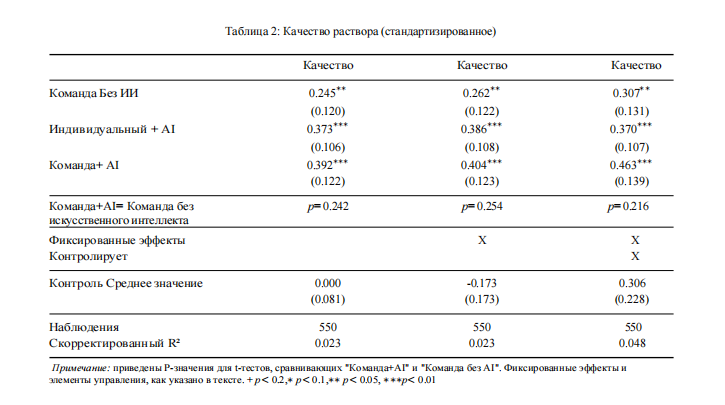 Таблица 2: Качество раствора (стандартизированное)
Качество Качество Качество
Команда Без ИИ 0.245** 0.262** 0.307**
(0.120) (0.122) (0.131)
Индивидуальный + AI 0.373*** 0.386*** 0.370***
(0.106) (0.108) (0.107)
Команда+ AI 0.392*** 0.404*** 0.463***
(0.122) (0.123) (0.139)
Команда+AI= Команда без p= 0.242 p= 0.254 p= 0.216
искусственного интеллекта
Фиксированные эффекты X X
Контролирует X
Контроль Среднее значение 0.000 -0.173 0.306
(0.081) (0.173) (0.228)
Наблюдения 550 550 550
Скорректированный R² 0.023 0.023 0.048
Примечание: приведены P-значения для t-тестов, сравнивающих "Команда+AI" и "Команда без AI". Фиксированные эффекты и
элементы управления, как указано в тексте. + p< 0.2,* p< 0.1,** p< 0.05, ***p< 0.01